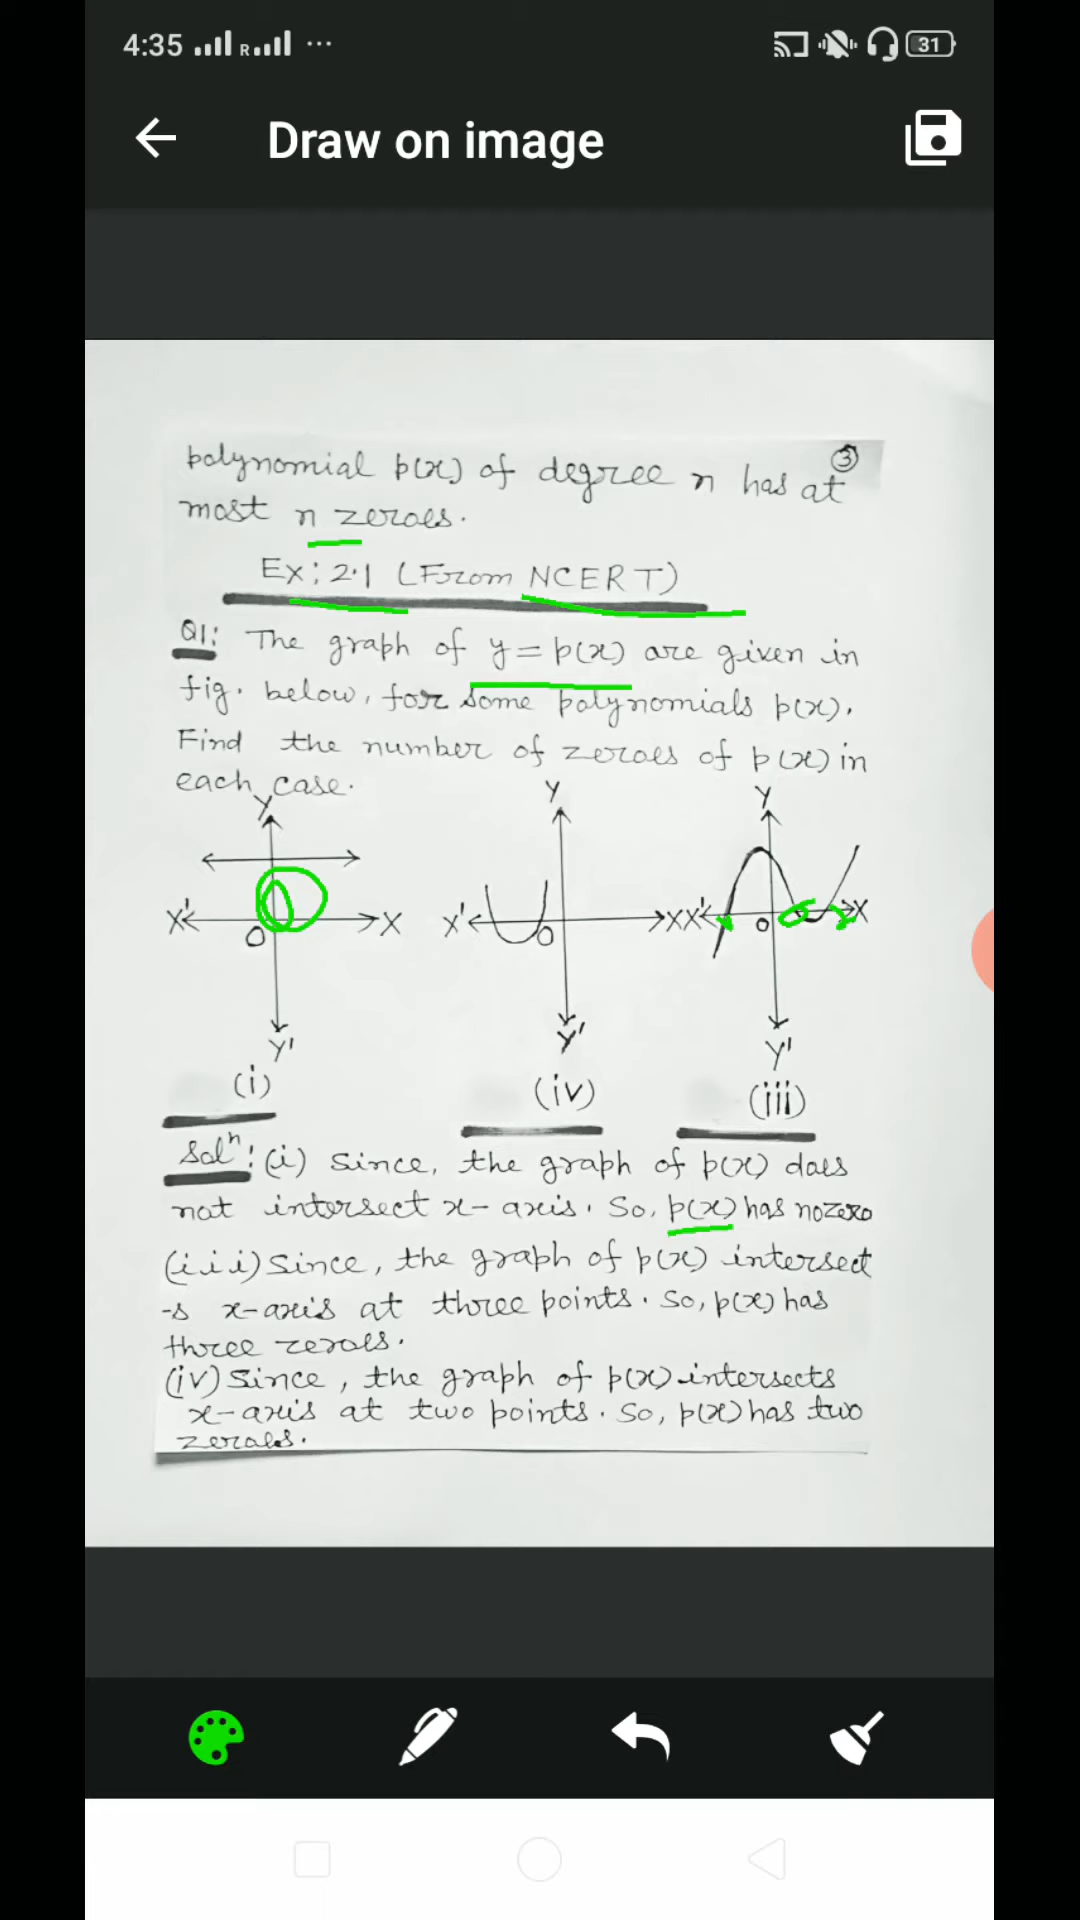 4:35 R ... 31
Draw on image
③
polynomial p(x) of degree n has at
most n zeroes.
Ex: 2.1 (From NCERT)
Q1: The graph of y = p(x) are given in
fig. below, for some polynomials p(x).
Find the number of zeroes of p(x) in
each case.
Y Y Y
X' X X' X X' X
O O O
Y' Y' Y'
(i) (iv) (iii)
Solⁿ: (i) Since, the graph of p(x) does
not intersect x-axis. So, p(x) has nozero
(iii) Since, the graph of p(x) intersect
-s x-axis at three points. So, p(x) has
three zeroes.
(iv) Since, the graph of p(x) intersects
x-axis at two points. So, p(x) has two
zeroes.